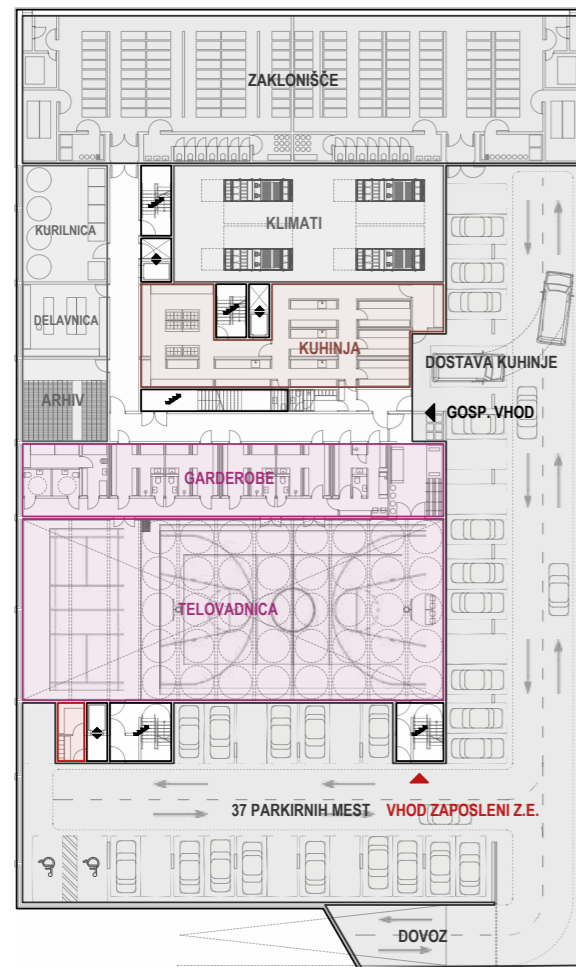 ZAKLONIŠČE
KURILNICA
KLIMATI
DELAVNICA
KUHINJA
DOSTAVA KUHINJE
ARHIV
GOSP. VHOD
GARDEROBE
TELOVADNICA
37 PARKIRNIH MEST
VHOD ZAPOSLENI Z.E.
DOVOZ